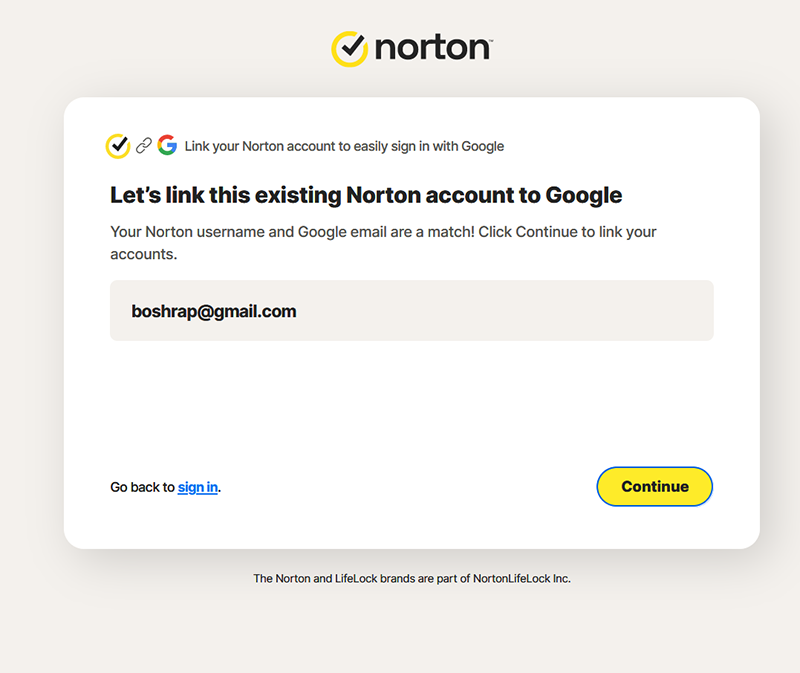 norton™
Link your Norton account to easily sign in with Google
Let’s link this existing Norton account to Google
Your Norton username and Google email are a match! Click Continue to link your
accounts.
boshrap@gmail.com
Go back to sign in.
Continue
The Norton and LifeLock brands are part of NortonLifeLock Inc.